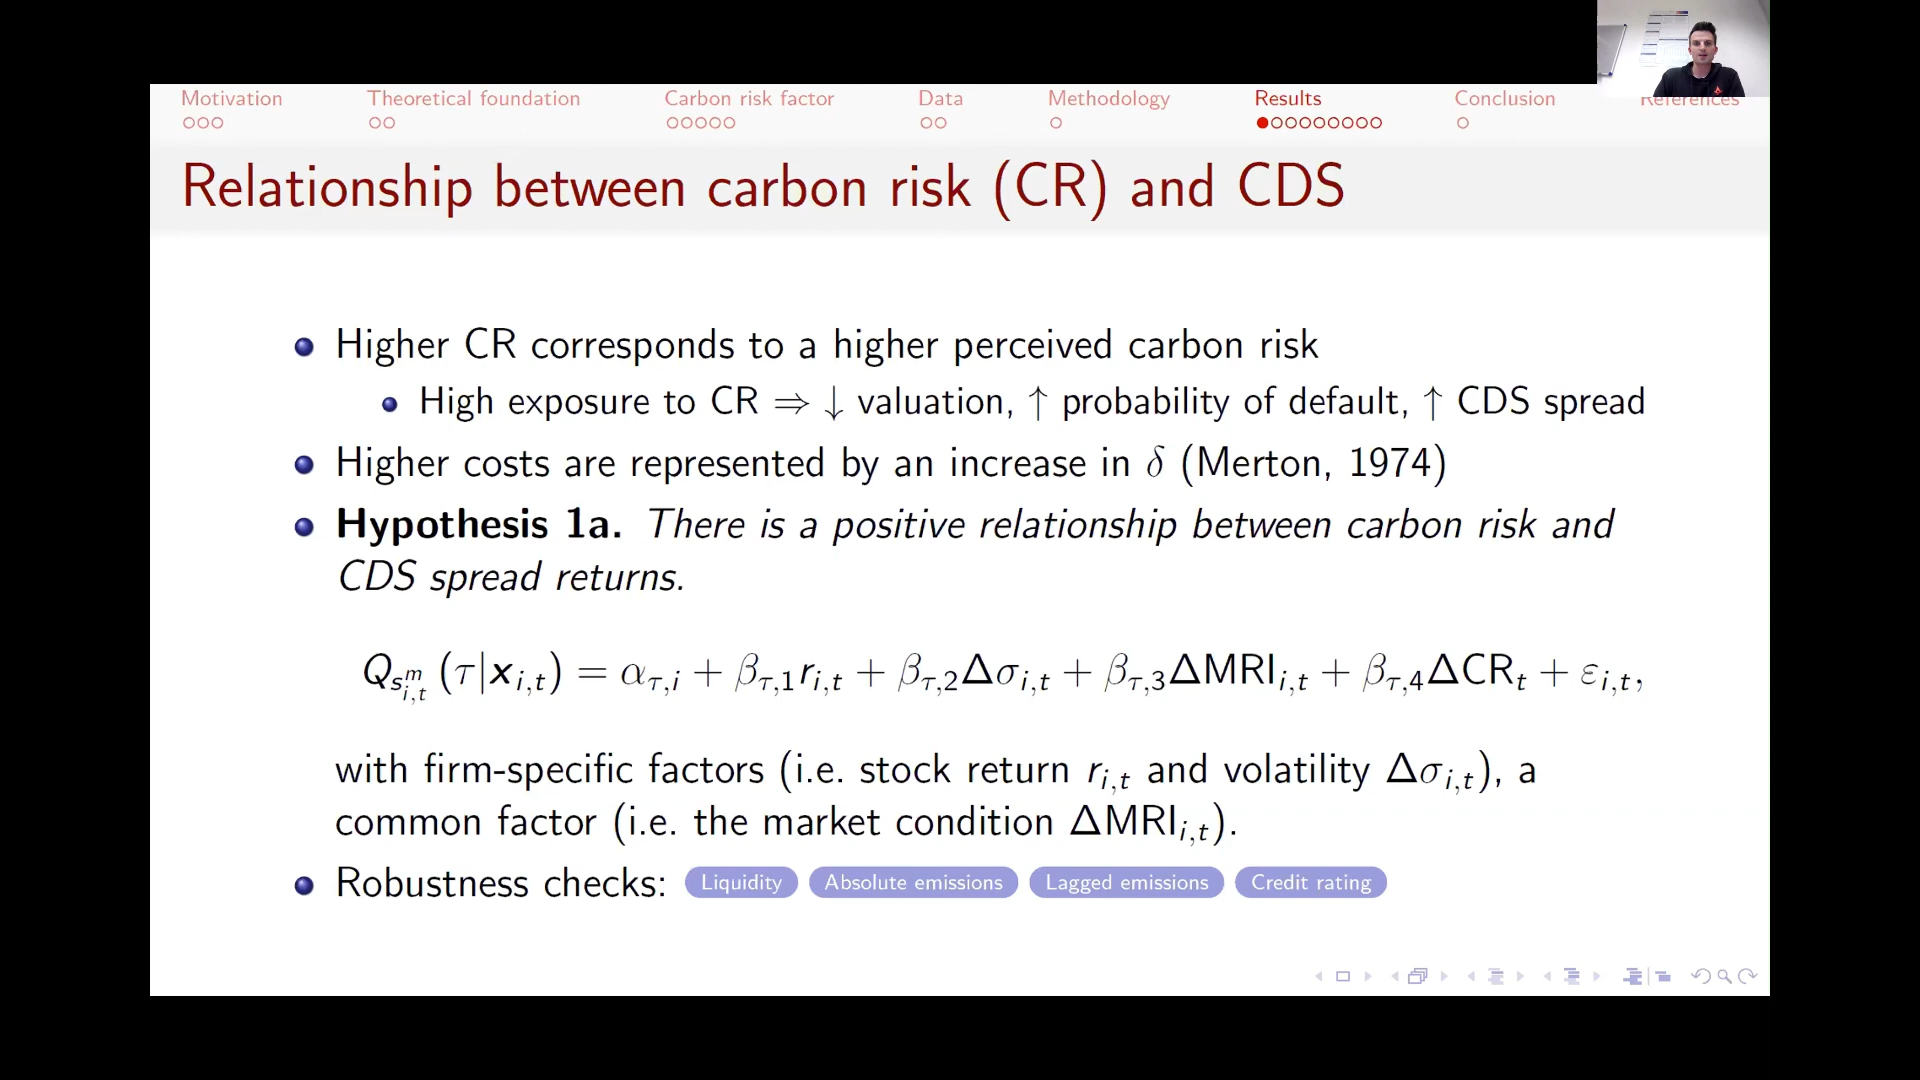 Motivation Theoretical foundation Carbon risk factor Data Methodology Results Conclusion References
Relationship between carbon risk (CR) and CDS
Higher CR corresponds to a higher perceived carbon risk
High exposure to CR ⇒ ↓ valuation, ↑ probability of default, ↑ CDS spread
Higher costs are represented by an increase in δ (Merton, 1974)
Hypothesis 1a. There is a positive relationship between carbon risk and
CDS spread returns.
Q_{s^m_{i,t}} (τ|x_{i,t}) = α_{τ,i} + β_{τ,1}r_{i,t} + β_{τ,2}Δσ_{i,t} + β_{τ,3}ΔMRI_{i,t} + β_{τ,4}ΔCR_t + ε_{i,t},
with firm-specific factors (i.e. stock return r_{i,t} and volatility Δσ_{i,t}), a
common factor (i.e. the market condition ΔMRI_{i,t}).
Robustness checks: Liquidity Absolute emissions Lagged emissions Credit rating